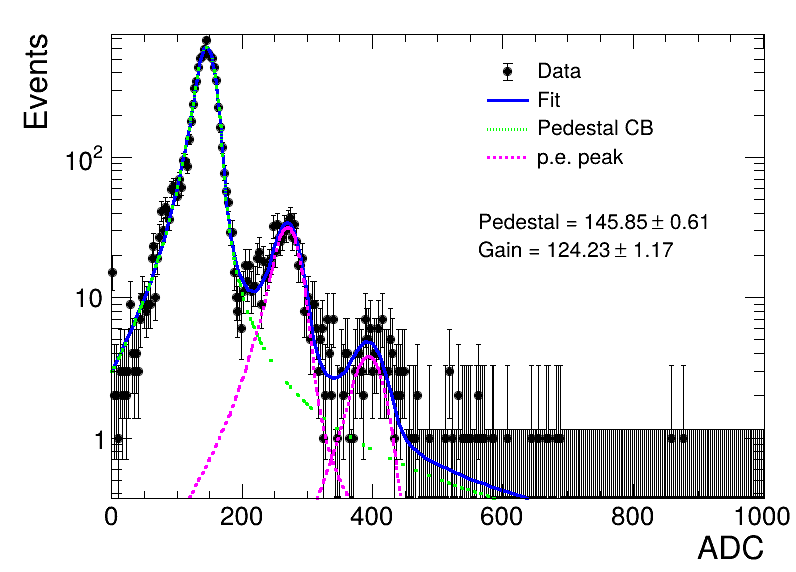 Events
Data
Fit
Pedestal CB
p.e. peak
Pedestal = 145.85 ± 0.61
Gain = 124.23 ± 1.17
10²
10
1
0 200 400 600 800 1000
ADC